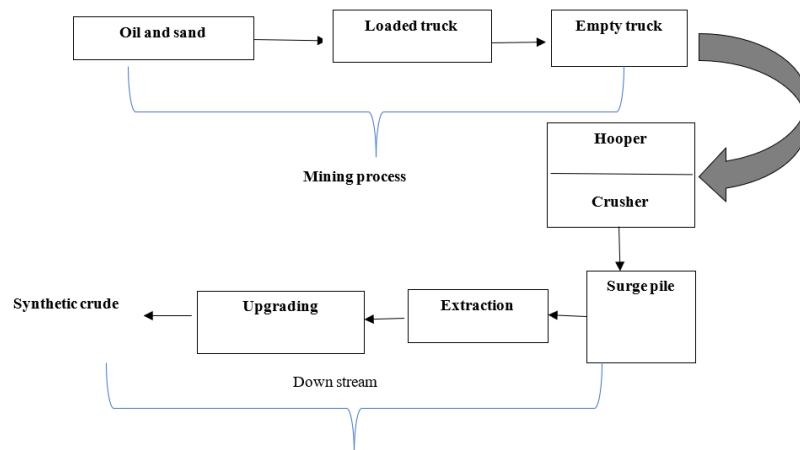 Oil and sand
Loaded truck
Empty truck
Mining process
Hooper
Crusher
Surge pile
Extraction
Upgrading
Synthetic crude
Down stream